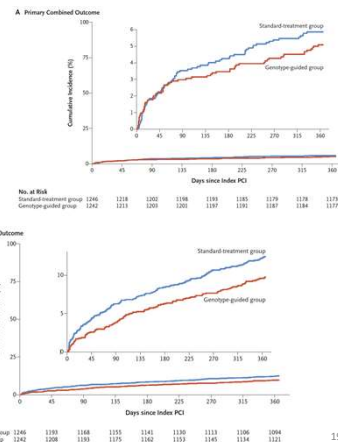 A Primary Combined Outcome
100
75
50
25
0
Cumulative Incidence (%)
6
5
4
3
2
1
0
Standard-treatment group
Genotype-guided group
0 45 90 135 180 225 270 315 360
0 45 90 135 180 225 270 315 360
Days since Index PCI
No. at Risk
Standard-treatment group 1246 1218 1202 1198 1193 1185 1179 1178 1173
Genotype-guided group 1242 1213 1203 1201 1197 1191 1187 1184 1177
Outcome
100
75
50
25
0
10
5
0
Standard-treatment group
Genotype-guided group
0 45 90 135 180 225 270 315 360
0 45 90 135 180 225 270 315 360
Days since Index PCI
oup 1246 1193 1168 1155 1141 1130 1113 1106 1094
p 1242 1208 1193 1175 1162 1153 1145 1134 1121